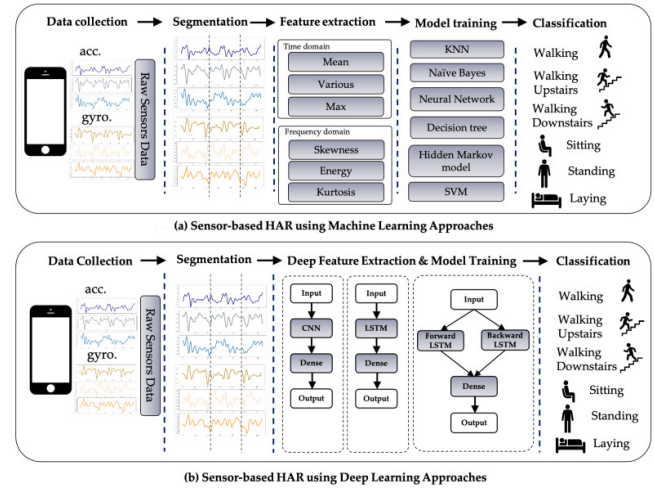 Data collection
Segmentation
Feature extraction
Model training
Classification
acc.
gyro.
Raw Sensors Data
Time domain
Mean
Various
Max
Frequency domain
Skewness
Energy
Kurtosis
KNN
Naïve Bayes
Neural Network
Decision tree
Hidden Markov
model
SVM
Walking
Walking
Upstairs
Walking
Downstairs
Sitting
Standing
Laying
(a) Sensor-based HAR using Machine Learning Approaches
Data Collection
Segmentation
Deep Feature Extraction & Model Training
Classification
acc.
gyro.
Raw Sensors Data
Input
CNN
Dense
Output
Input
LSTM
Dense
Output
Input
Forward
LSTM
Backward
LSTM
Dense
Output
Walking
Walking
Upstairs
Walking
Downstairs
Sitting
Standing
Laying
(b) Sensor-based HAR using Deep Learning Approaches